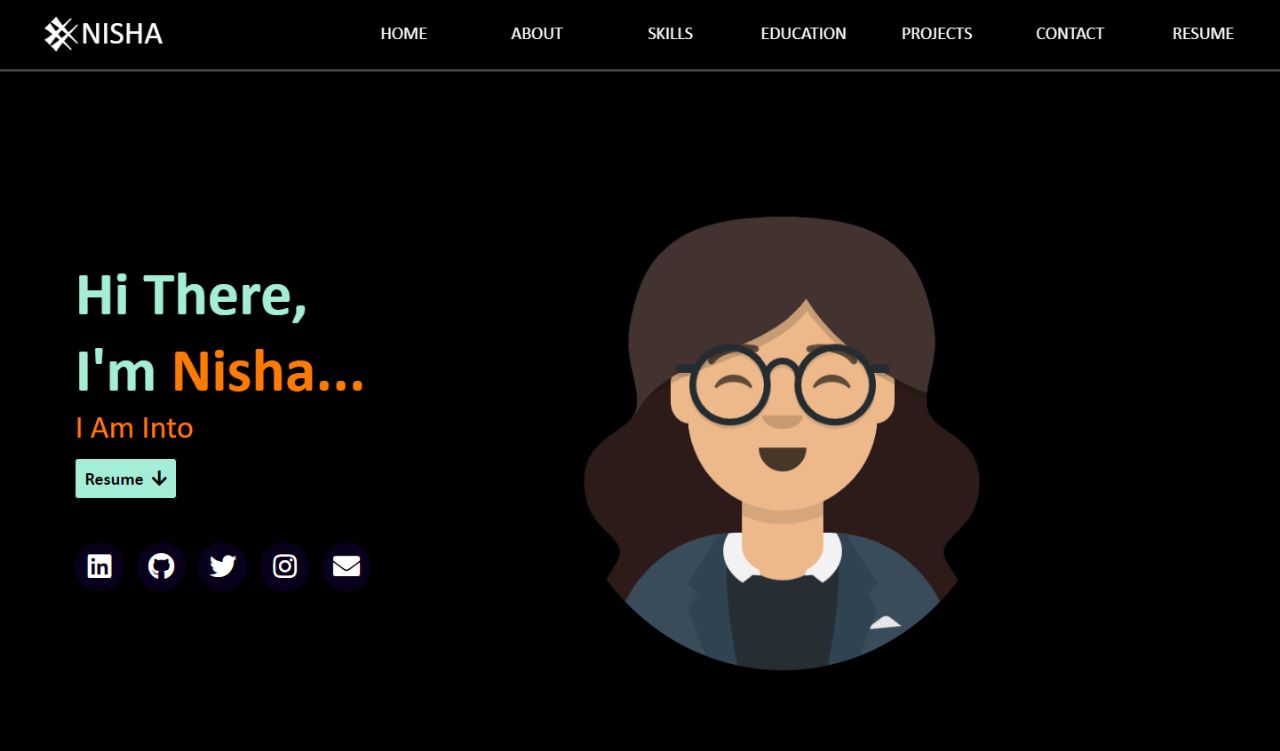 NISHA HOME ABOUT SKILLS EDUCATION PROJECTS CONTACT RESUME
Hi There,
I'm Nisha...
I Am Into
Resume